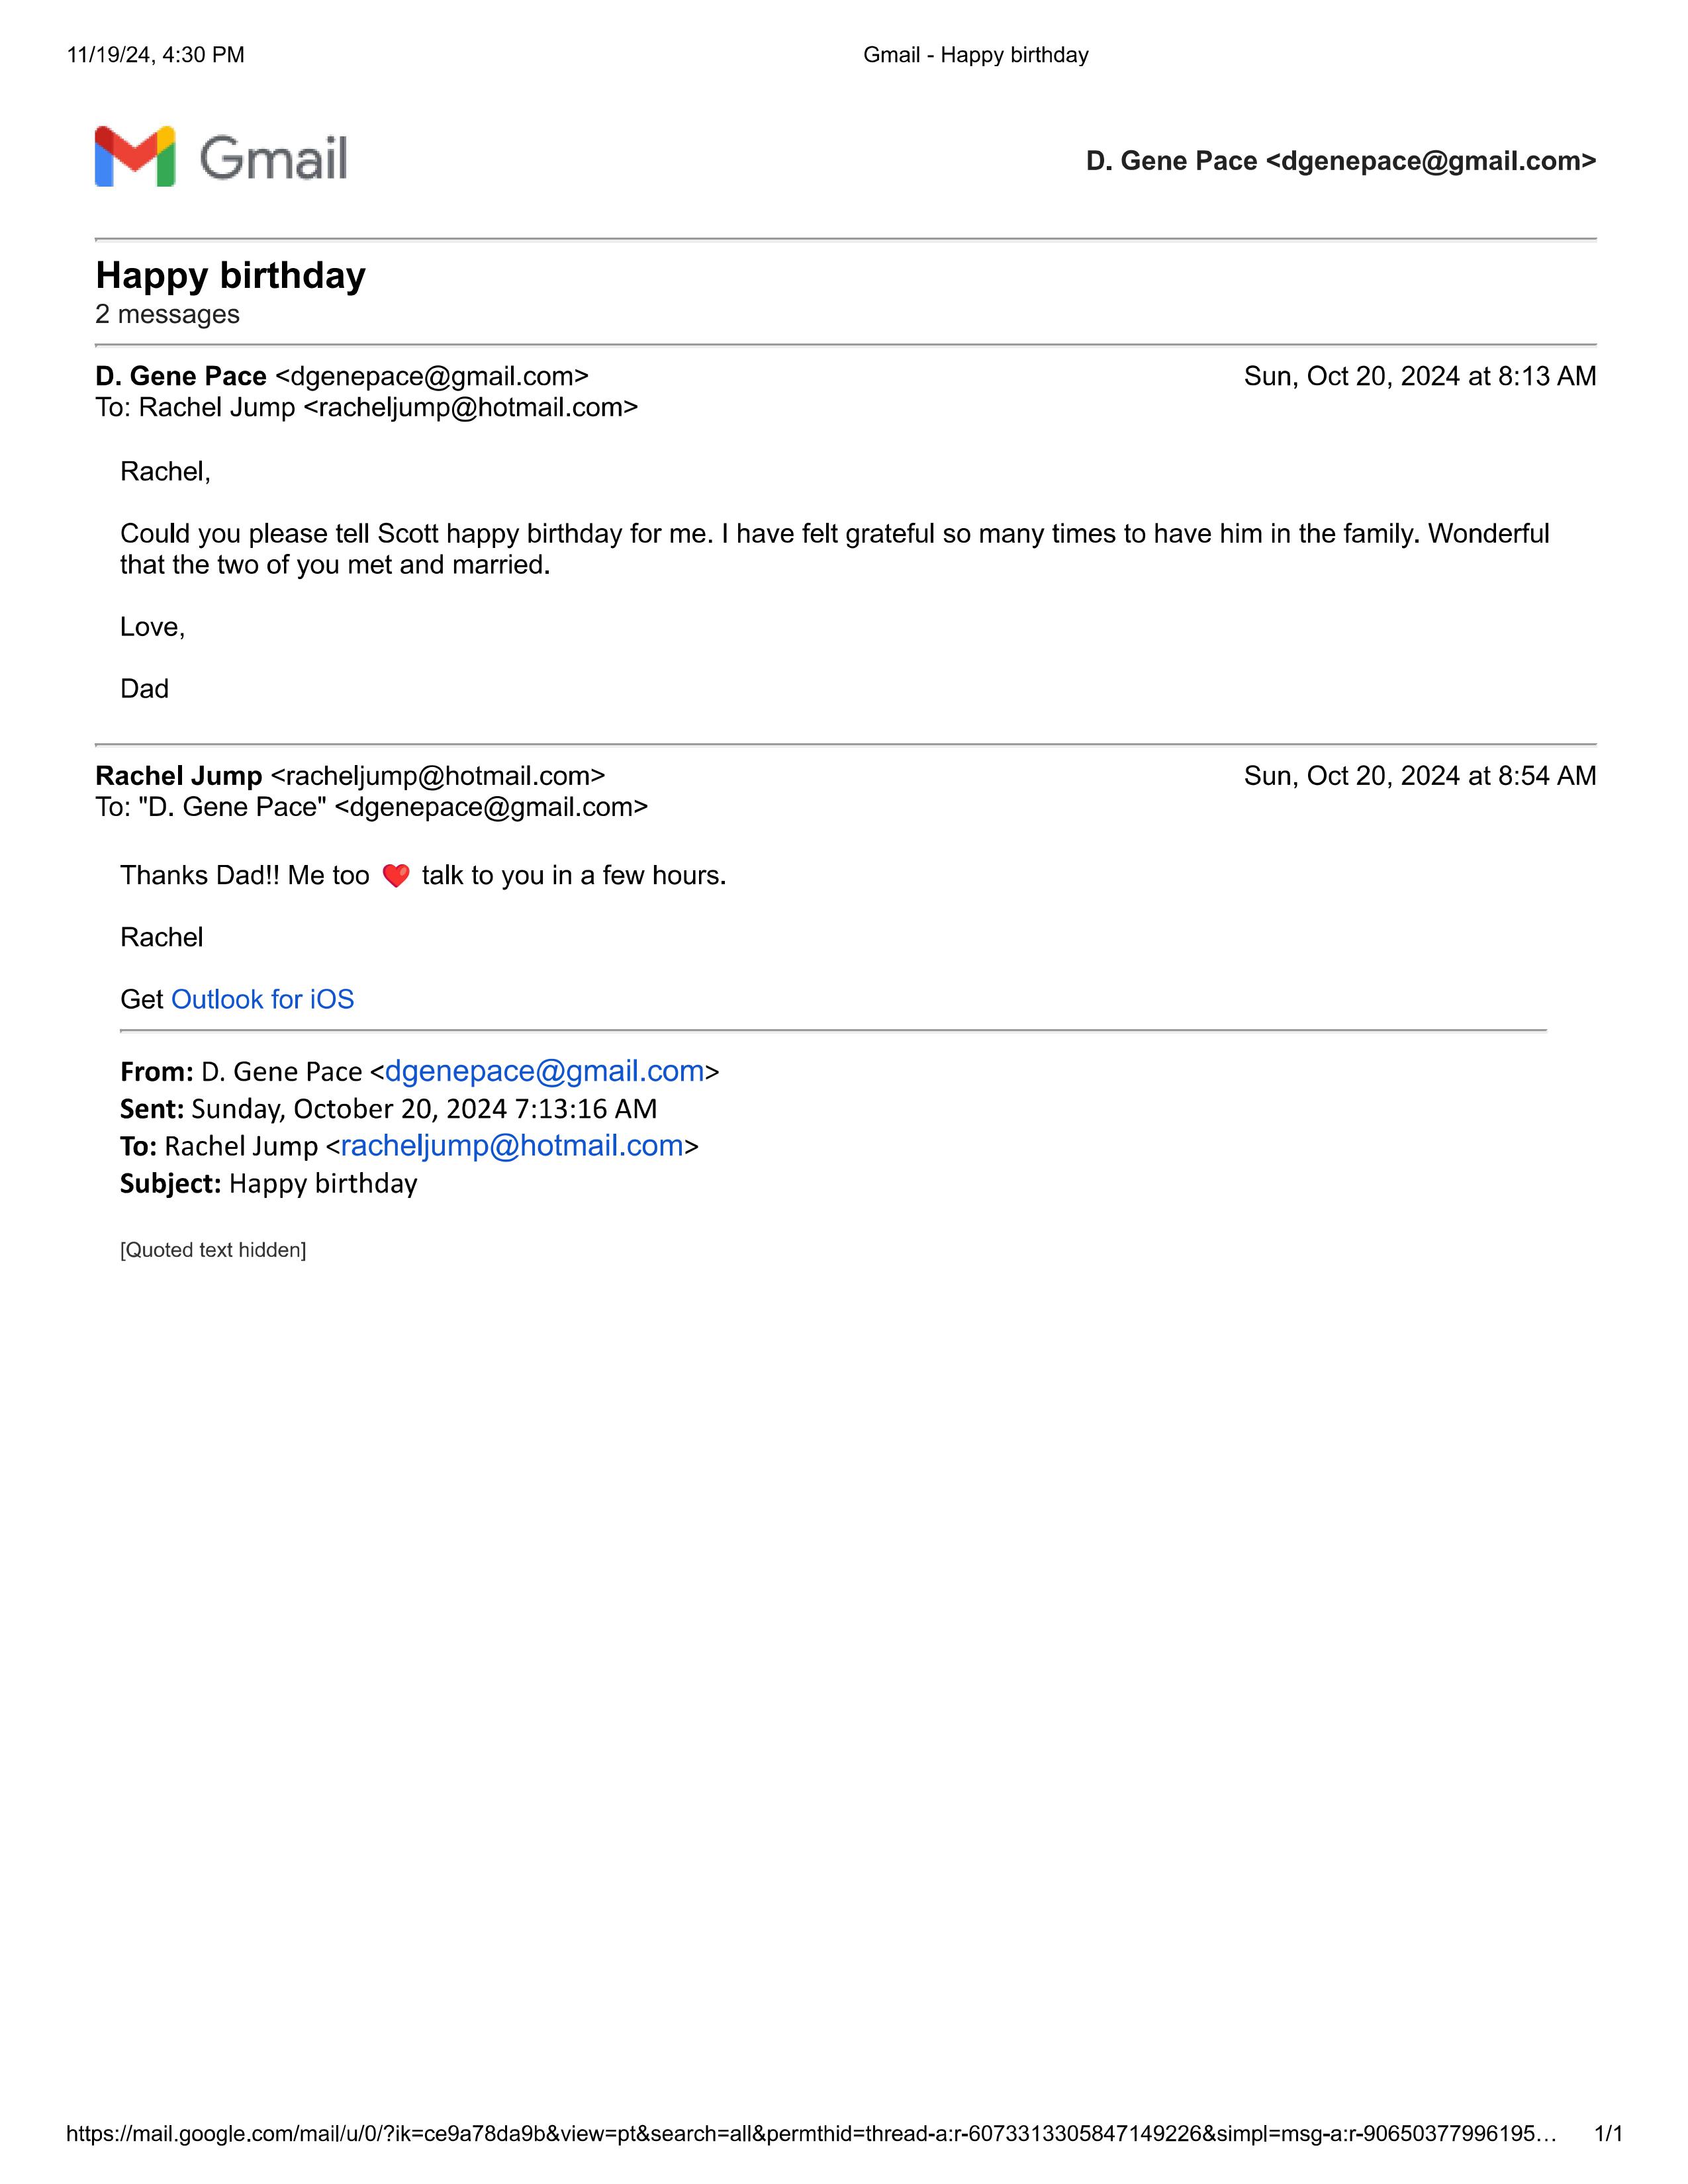 11/19/24, 4:30 PM Gmail - Happy birthday
Gmail D. Gene Pace <dgenepace@gmail.com>
Happy birthday
2 messages
D. Gene Pace <dgenepace@gmail.com> Sun, Oct 20, 2024 at 8:13 AM
To: Rachel Jump <racheljump@hotmail.com>
Rachel,
Could you please tell Scott happy birthday for me. I have felt grateful so many times to have him in the family. Wonderful
that the two of you met and married.
Love,
Dad
Rachel Jump <racheljump@hotmail.com> Sun, Oct 20, 2024 at 8:54 AM
To: "D. Gene Pace" <dgenepace@gmail.com>
Thanks Dad!! Me too ❤️ talk to you in a few hours.
Rachel
Get Outlook for iOS
From: D. Gene Pace <dgenepace@gmail.com>
Sent: Sunday, October 20, 2024 7:13:16 AM
To: Rachel Jump <racheljump@hotmail.com>
Subject: Happy birthday
[Quoted text hidden]
https://mail.google.com/mail/u/0/?ik=ce9a78da9b&view=pt&search=all&permthid=thread-a:r-6073313305847149226&simpl=msg-a:r-90650377996195… 1/1